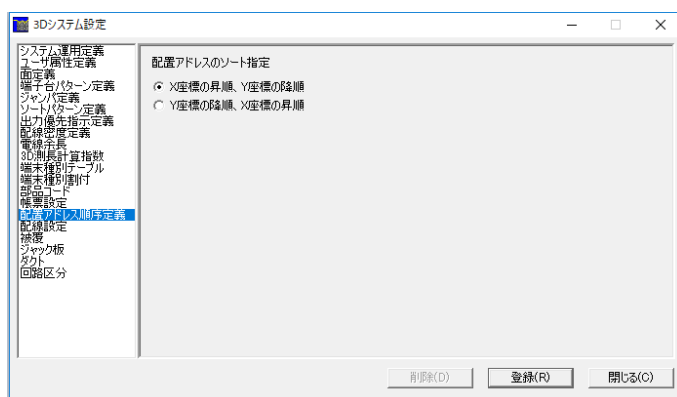 3Dシステム設定
システム運用定義
ユーザ属性定義
面定義
端子台パターン定義
ジャンパ定義
ソートパターン定義
出力優先指示定義
配線密度定義
電線余長
3D測長計算指数
端末種別テーブル
端末種別割付
部品コード
帳票設定
配置アドレス順序定義
配線設定
被覆
ジャック板
ダクト
回路区分
配置アドレスのソート指定
X座標の昇順、Y座標の降順
Y座標の降順、X座標の昇順
削除(D)
登録(R)
閉じる(C)